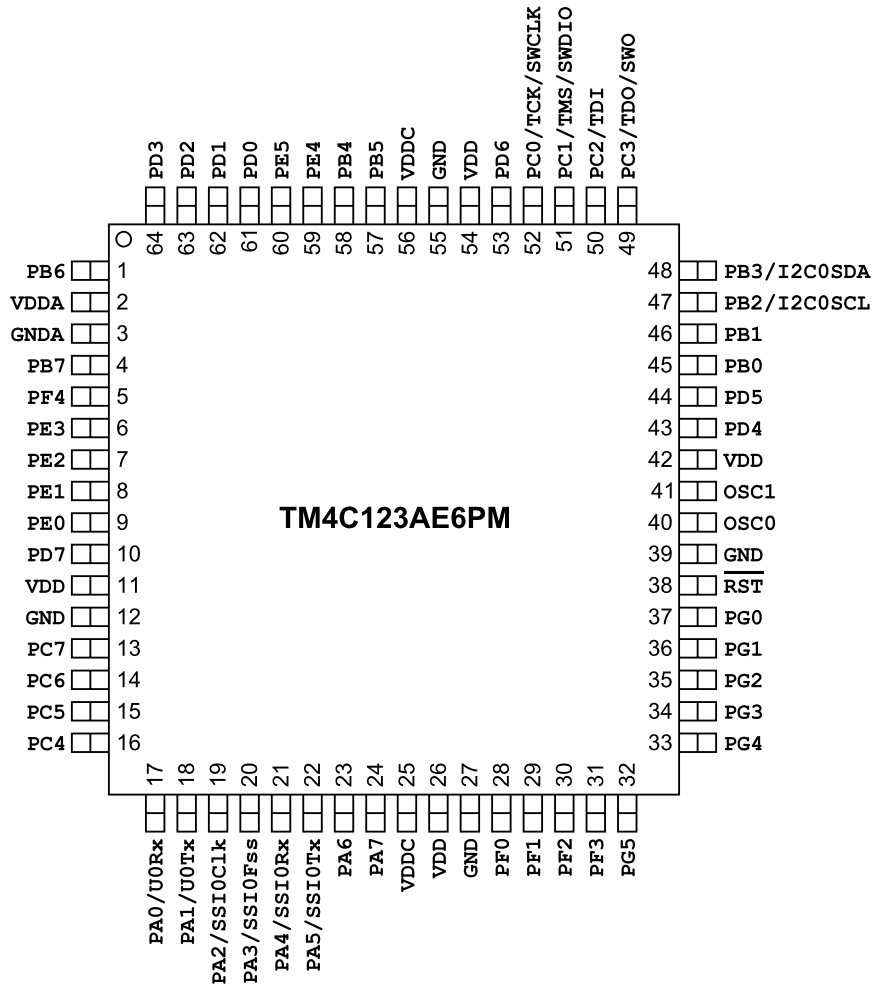 PD3
PD2
PD1
PD0
PE5
PE4
PB4
PB5
VDDC
GND
VDD
PD6
PC0/TCK/SWCLK
PC1/TMS/SWDIO
PC2/TDI
PC3/TDO/SWO
64
63
62
61
60
59
58
57
56
55
54
53
52
51
50
49
PB6 1
VDDA 2
GNDA 3
PB7 4
PF4 5
PE3 6
PE2 7
PE1 8
PE0 9
PD7 10
VDD 11
GND 12
PC7 13
PC6 14
PC5 15
PC4 16
TM4C123AE6PM
48 PB3/I2C0SDA
47 PB2/I2C0SCL
46 PB1
45 PB0
44 PD5
43 PD4
42 VDD
41 OSC1
40 OSC0
39 GND
38 RST
37 PG0
36 PG1
35 PG2
34 PG3
33 PG4
17
18
19
20
21
22
23
24
25
26
27
28
29
30
31
32
PA0/U0Rx
PA1/U0Tx
PA2/SSI0Clk
PA3/SSI0Fss
PA4/SSI0Rx
PA5/SSI0Tx
PA6
PA7
VDDC
VDD
GND
PF0
PF1
PF2
PF3
PG5